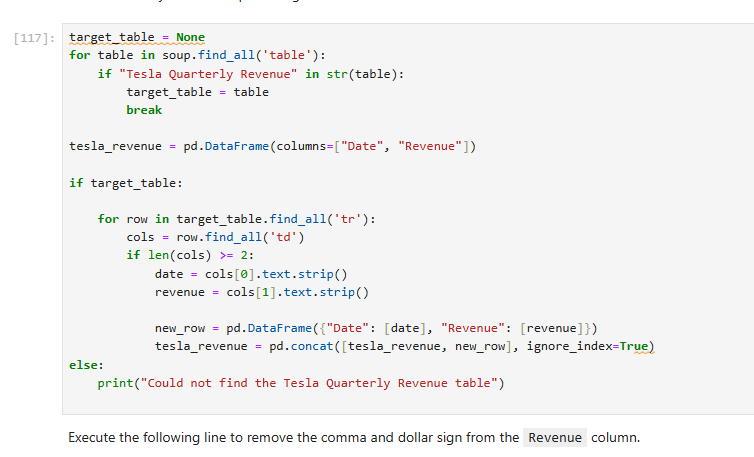 [117]: target_table = None
for table in soup.find_all('table'):
    if "Tesla Quarterly Revenue" in str(table):
        target_table = table
        break

tesla_revenue = pd.DataFrame(columns=["Date", "Revenue"])

if target_table:

    for row in target_table.find_all('tr'):
        cols = row.find_all('td')
        if len(cols) >= 2:
            date = cols[0].text.strip()
            revenue = cols[1].text.strip()

            new_row = pd.DataFrame({"Date": [date], "Revenue": [revenue]})
            tesla_revenue = pd.concat([tesla_revenue, new_row], ignore_index=True)
else:
    print("Could not find the Tesla Quarterly Revenue table")

Execute the following line to remove the comma and dollar sign from the Revenue column.